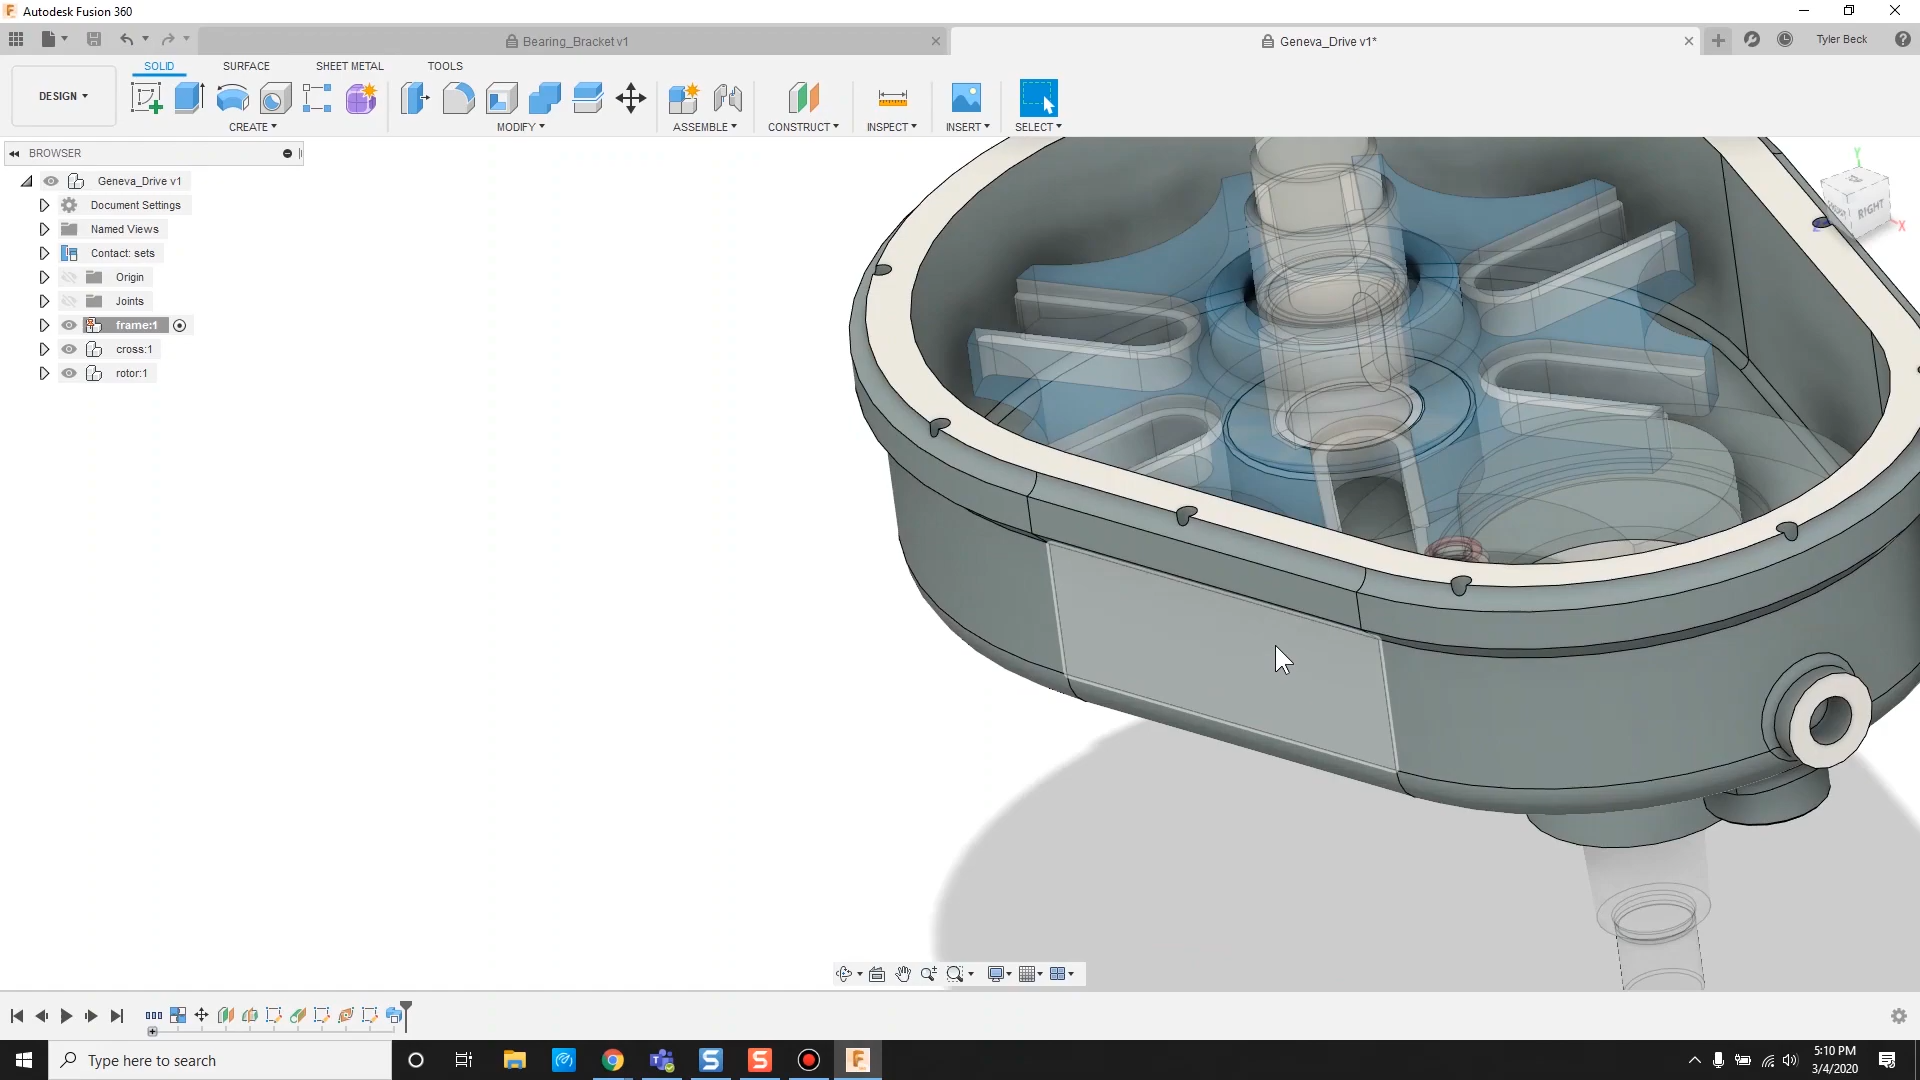 Autodesk Fusion 360
Bearing_Bracket v1
Geneva_Drive v1*
Tyler Beck
DESIGN
SOLID
SURFACE
SHEET METAL
TOOLS
CREATE
MODIFY
ASSEMBLE
CONSTRUCT
INSPECT
INSERT
SELECT
BROWSER
Geneva_Drive v1
Document Settings
Named Views
Contact: sets
Origin
Joints
frame:1
cross:1
rotor:1
Y
RIGHT
X
Z
Type here to search
5:10 PM
3/4/2020